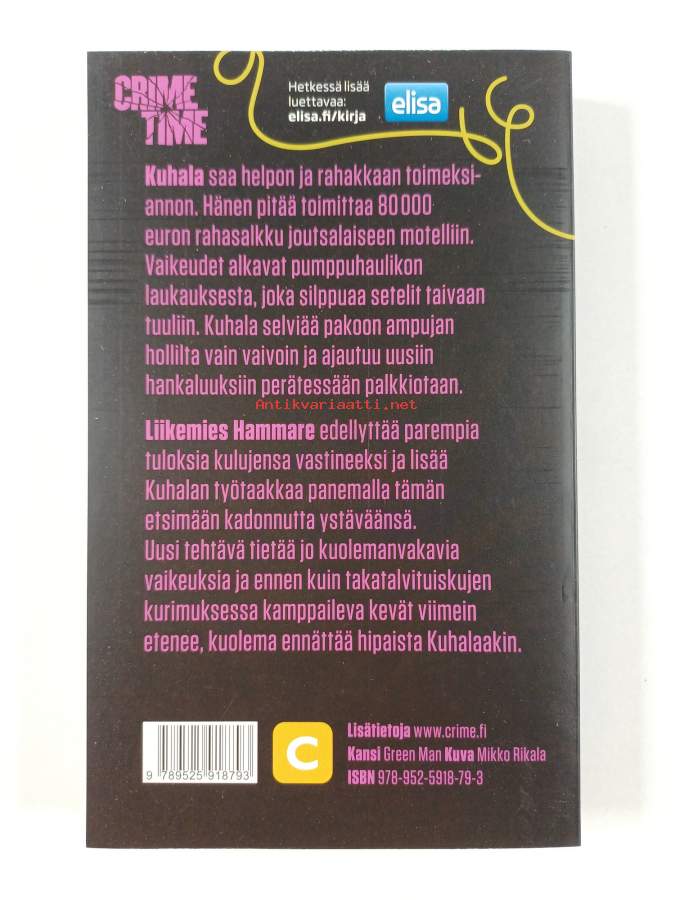 CRIME
TIME
Hetkessä lisää
luettavaa:
elisa.fi/kirja
elisa
Kuhala saa helpon ja rahakkaan toimeksi-
annon. Hänen pitää toimittaa 80 000
euron rahasalkku joutsalaiseen motelliin.
Vaikeudet alkavat pumppuhaulikon
laukauksesta, joka silppuaa setelit taivaan
tuuliin. Kuhala selviää pakoon ampujan
hollilta vain vaivoin ja ajautuu uusiin
hankaluuksiin perätessään palkkiotaan.
Antikvariaatti.net
Liikemies Hammare edellyttää parempia
tuloksia kulujensa vastineeksi ja lisää
Kuhalan työtaakkaa panemalla tämän
etsimään kadonnutta ystäväänsä.
Uusi tehtävä tietää jo kuolemanvakavia
vaikeuksia ja ennen kuin takatalvituiskujen
kurimuksessa kamppaileva kevät viimein
etenee, kuolema ennättää hipaista Kuhalaakin.
9 789525 918793
C
Lisätietoja www.crime.fi
Kansi Green Man Kuva Mikko Rikala
ISBN 978-952-5918-79-3